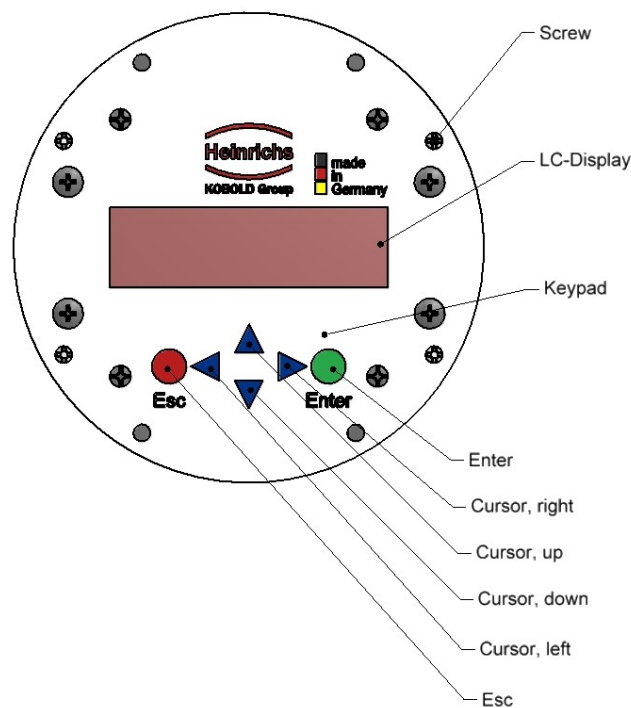 Screw
Heinrichs
KOBOLD Group
made
in
Germany
LC-Display
Keypad
Esc
Enter
Enter
Cursor, right
Cursor, up
Cursor, down
Cursor, left
Esc